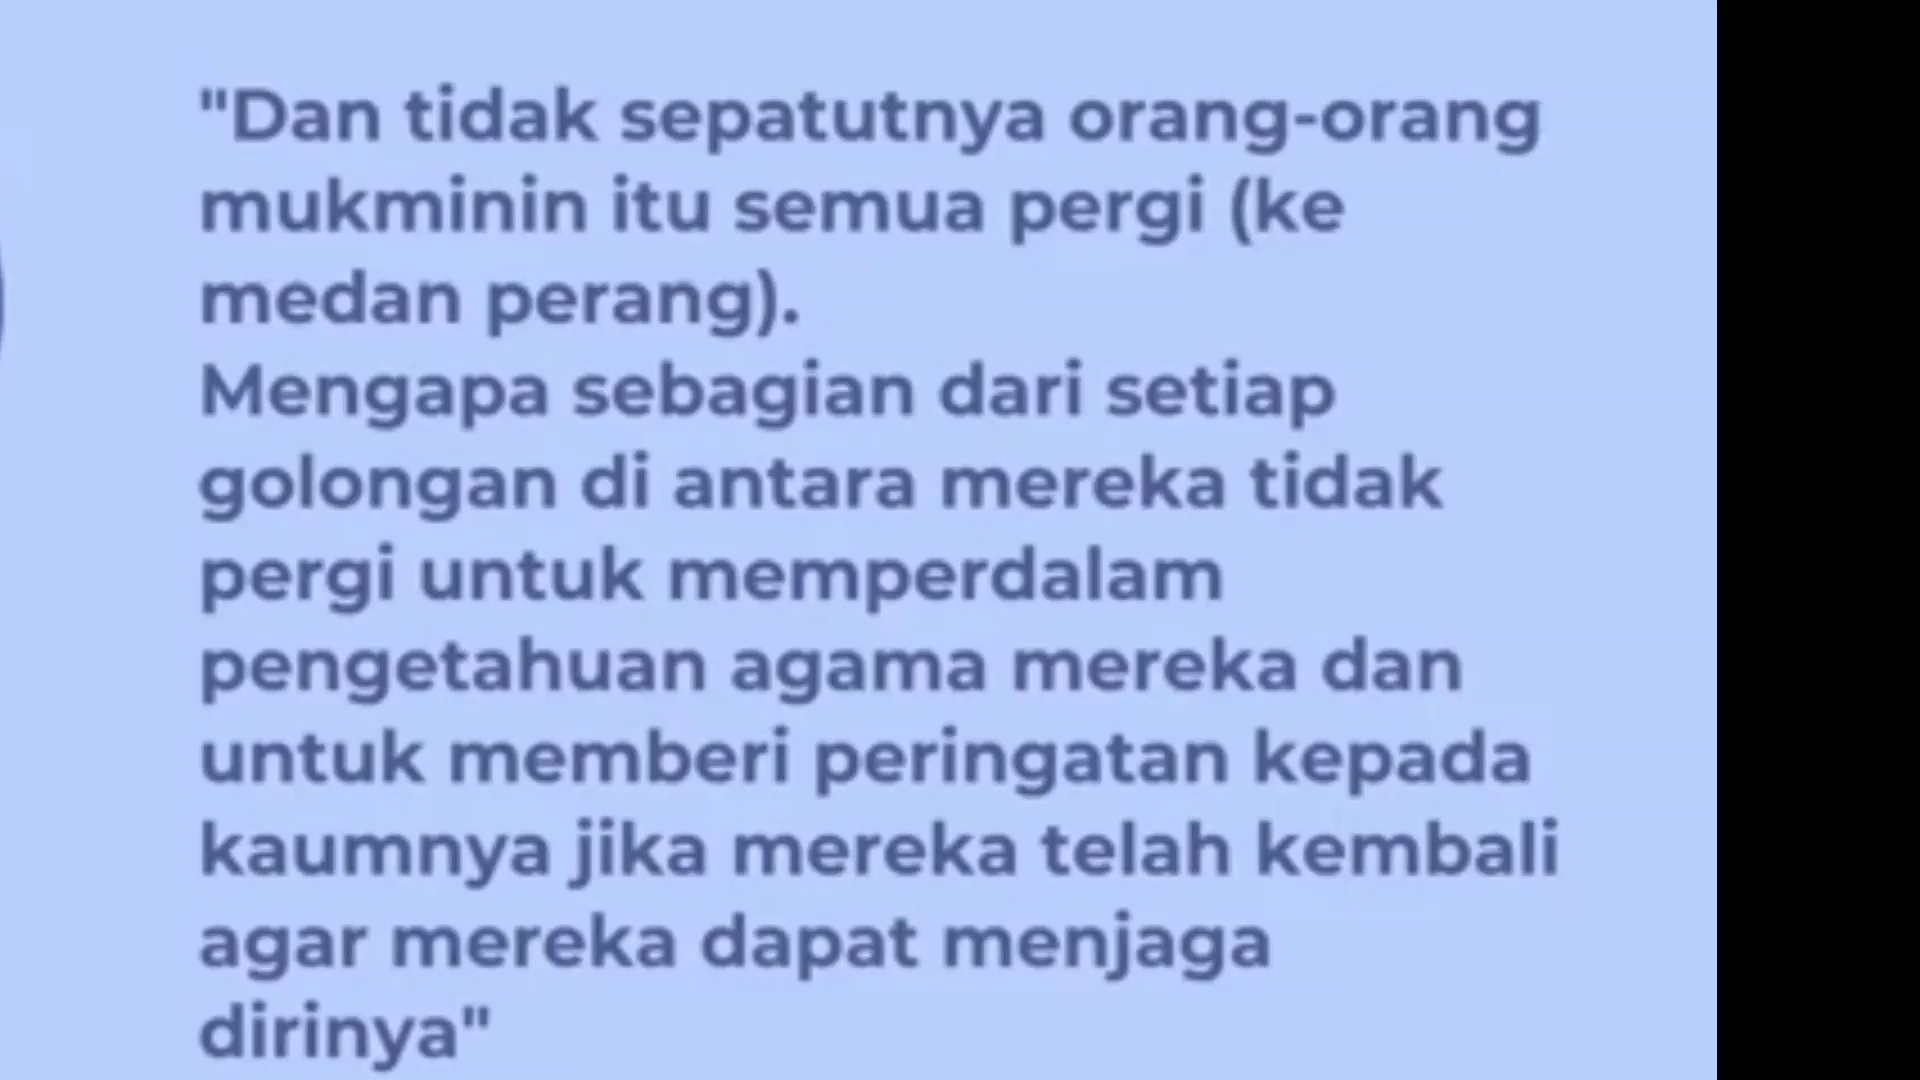 "Dan tidak sepatutnya orang-orang
mukminin itu semua pergi (ke
medan perang).
Mengapa sebagian dari setiap
golongan di antara mereka tidak
pergi untuk memperdalam
pengetahuan agama mereka dan
untuk memberi peringatan kepada
kaumnya jika mereka telah kembali
agar mereka dapat menjaga
dirinya"